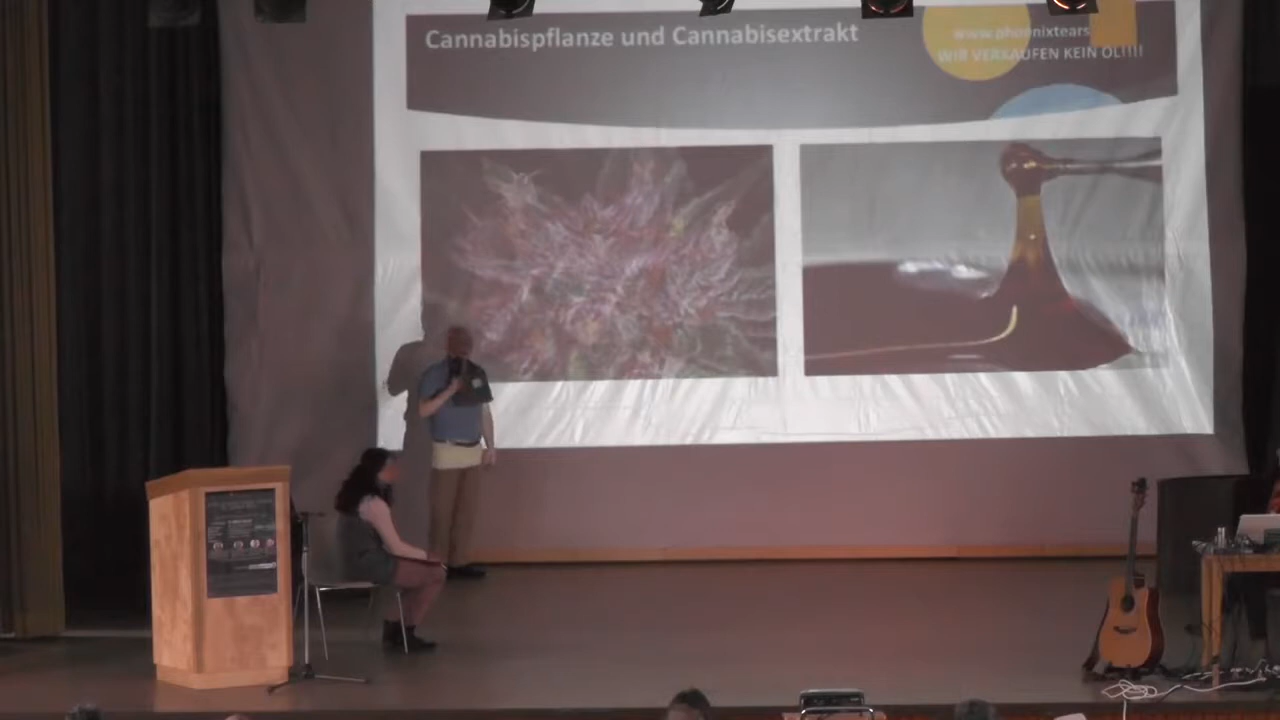 Cannabispflanze und Cannabisextrakt
www.phoenixtears
WIR VERKAUFEN KEIN ÖL!!!!